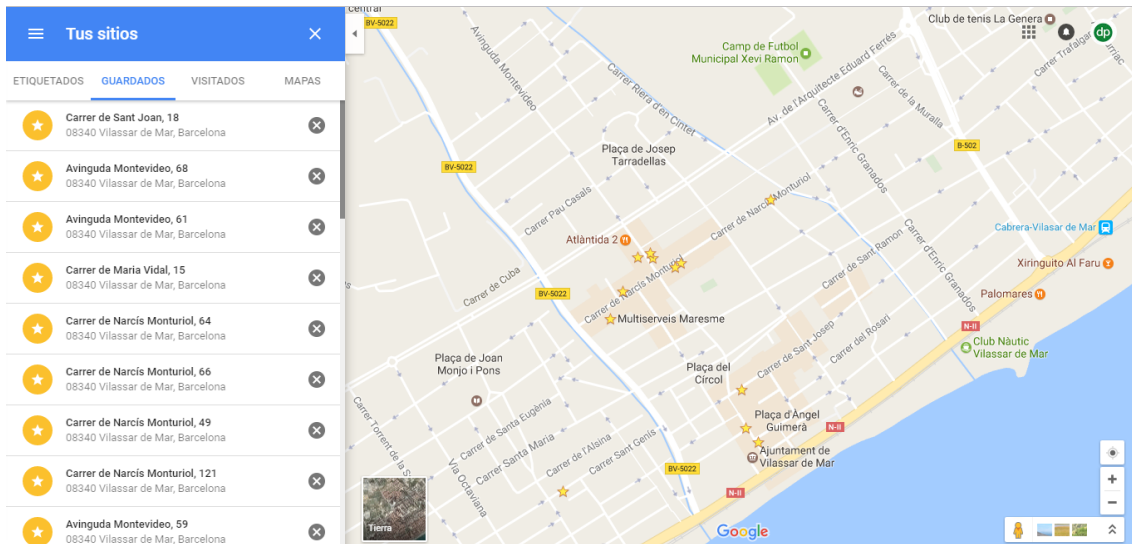 Tus sitios
ETIQUETADOS GUARDADOS VISITADOS MAPAS
Carrer de Sant Joan, 18
08340 Vilassar de Mar, Barcelona
Avinguda Montevideo, 68
08340 Vilassar de Mar, Barcelona
Avinguda Montevideo, 61
08340 Vilassar de Mar, Barcelona
Carrer de Maria Vidal, 15
08340 Vilassar de Mar, Barcelona
Carrer de Narcís Monturiol, 64
08340 Vilassar de Mar, Barcelona
Carrer de Narcís Monturiol, 66
08340 Vilassar de Mar, Barcelona
Carrer de Narcís Monturiol, 49
08340 Vilassar de Mar, Barcelona
Carrer de Narcís Monturiol, 121
08340 Vilassar de Mar, Barcelona
Avinguda Montevideo, 59
08340 Vilassar de Mar, Barcelona
central
BV-5022
Club de tenis La Genera
dp
Avinguda Montevideo
Camp de Futbol
Municipal Xevi Ramon
Av. de l'Arquitecte Eduard Ferrés
Carrer Trafalgar
Carrer Riera d'en Cintet
Carrer de la Muralla
Carrer d'Enric Granados
B-502
Plaça de Josep
Tarradellas
BV-5022
Carrer Pau Casals
Carrer de Narcís Monturiol
Cabrera-Vilasar de Mar
Atlàntida 2
Carrer d'Enric Granados
Carrer de Sant Ramon
Xiringuito Al Faru
Carrer de Cuba
BV-5022
Carrer de Narcís Monturiol
Palomares
Multiserveis Maresme
N-II
Club Nàutic
Vilassar de Mar
Carrer de Sant Josep
Carrer del Rosari
Plaça de Joan
Monjo i Pons
Plaça del
Círcol
Carrer de Santa Eugènia
Plaça d'Àngel
Guimerà
N-II
Carrer Torrent de la S
Carrer Santa Maria
Carrer de l'Alsina
Carrer Sant Genís
Ajuntament de
Vilassar de Mar
BV-5022
Via Octaviana
N-II
Tierra
Google